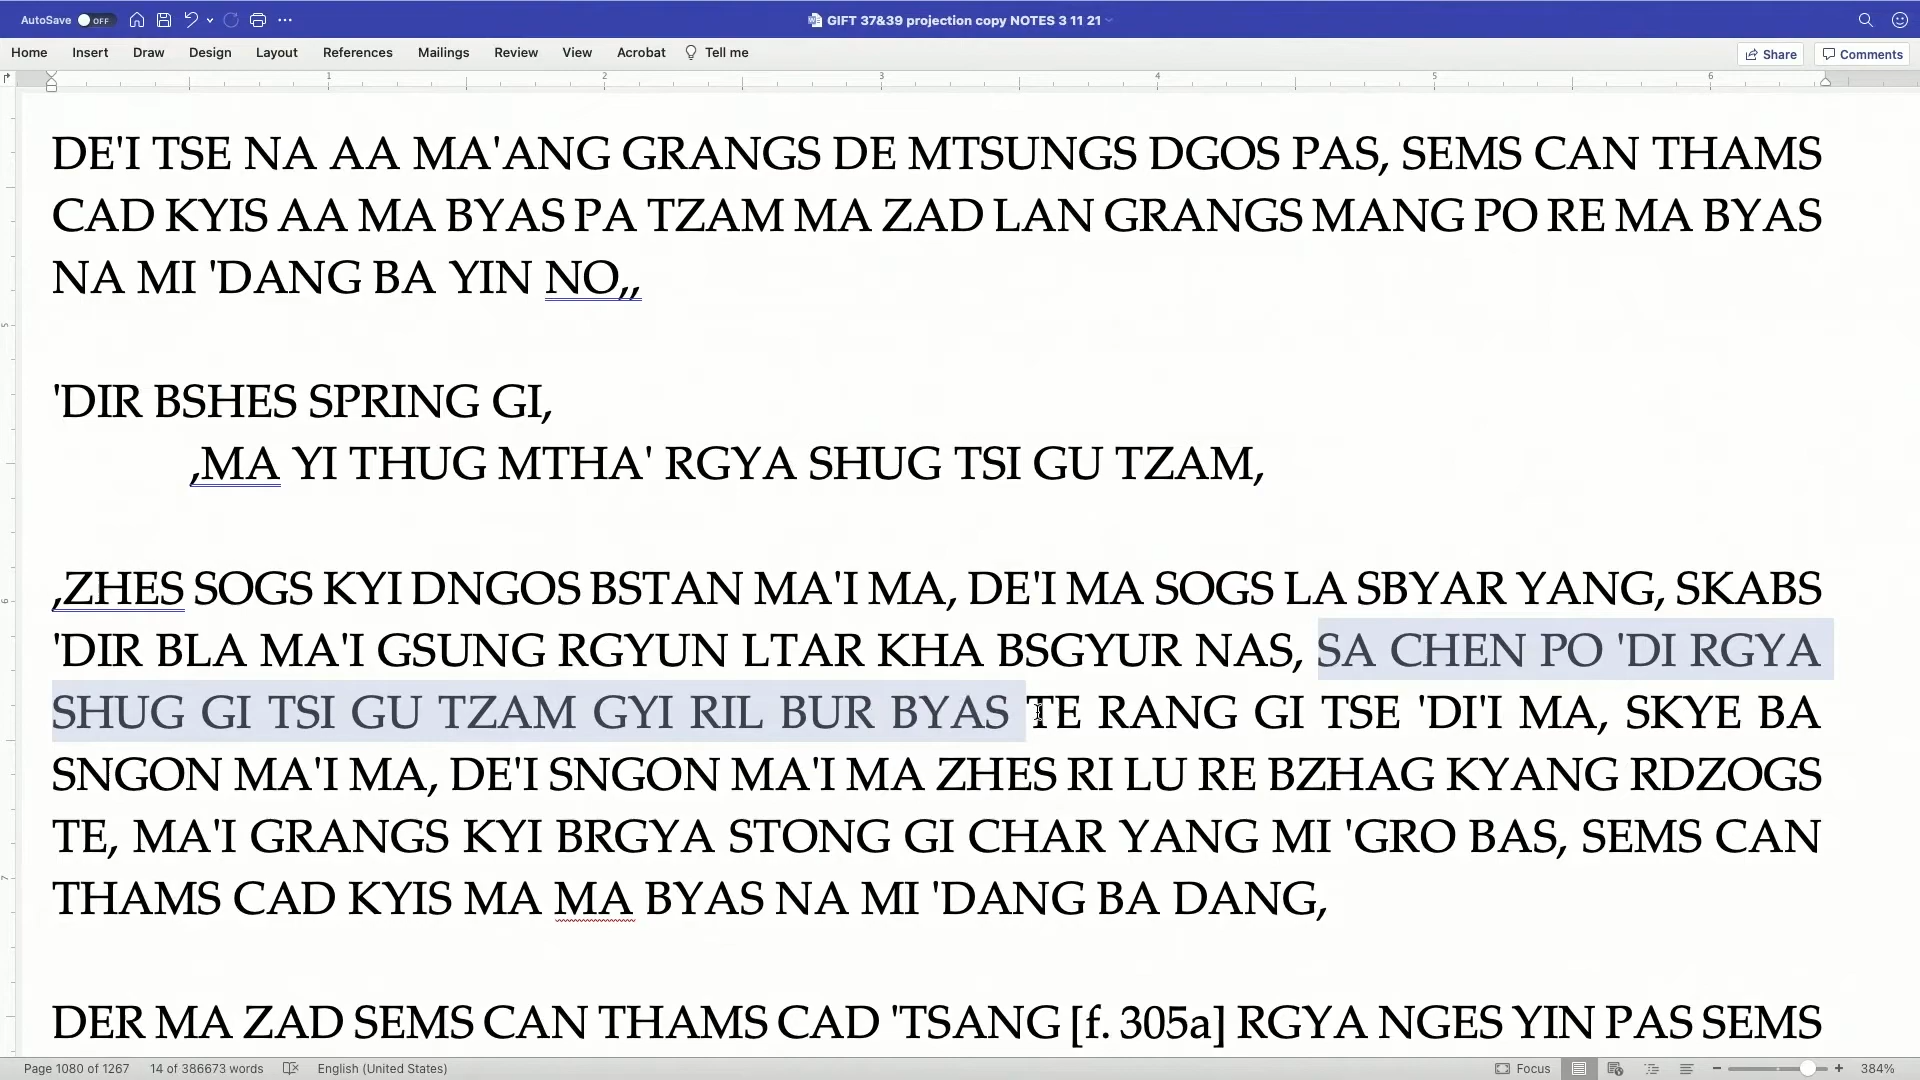 AutoSave OFF GIFT 37&39 projection copy NOTES 3 11 21
Home Insert Draw Design Layout References Mailings Review View Acrobat Tell me Share Comments
1 2 3 4 5 6
DE'I TSE NA AA MA'ANG GRANGS DE MTSUNGS DGOS PAS, SEMS CAN THAMS
CAD KYIS AA MA BYAS PA TZAM MA ZAD LAN GRANGS MANG PO RE MA BYAS
NA MI 'DANG BA YIN NO,,
5
'DIR BSHES SPRING GI,
,MA YI THUG MTHA' RGYA SHUG TSI GU TZAM,
,ZHES SOGS KYI DNGOS BSTAN MA'I MA, DE'I MA SOGS LA SBYAR YANG, SKABS
6
'DIR BLA MA'I GSUNG RGYUN LTAR KHA BSGYUR NAS, SA CHEN PO 'DI RGYA
SHUG GI TSI GU TZAM GYI RIL BUR BYAS TE RANG GI TSE 'DI'I MA, SKYE BA
SNGON MA'I MA, DE'I SNGON MA'I MA ZHES RI LU RE BZHAG KYANG RDZOGS
TE, MA'I GRANGS KYI BRGYA STONG GI CHAR YANG MI 'GRO BAS, SEMS CAN
7
THAMS CAD KYIS MA MA BYAS NA MI 'DANG BA DANG,
DER MA ZAD SEMS CAN THAMS CAD 'TSANG [f. 305a] RGYA NGES YIN PAS SEMS
Page 1080 of 1267 14 of 386673 words English (United States) Focus 384%